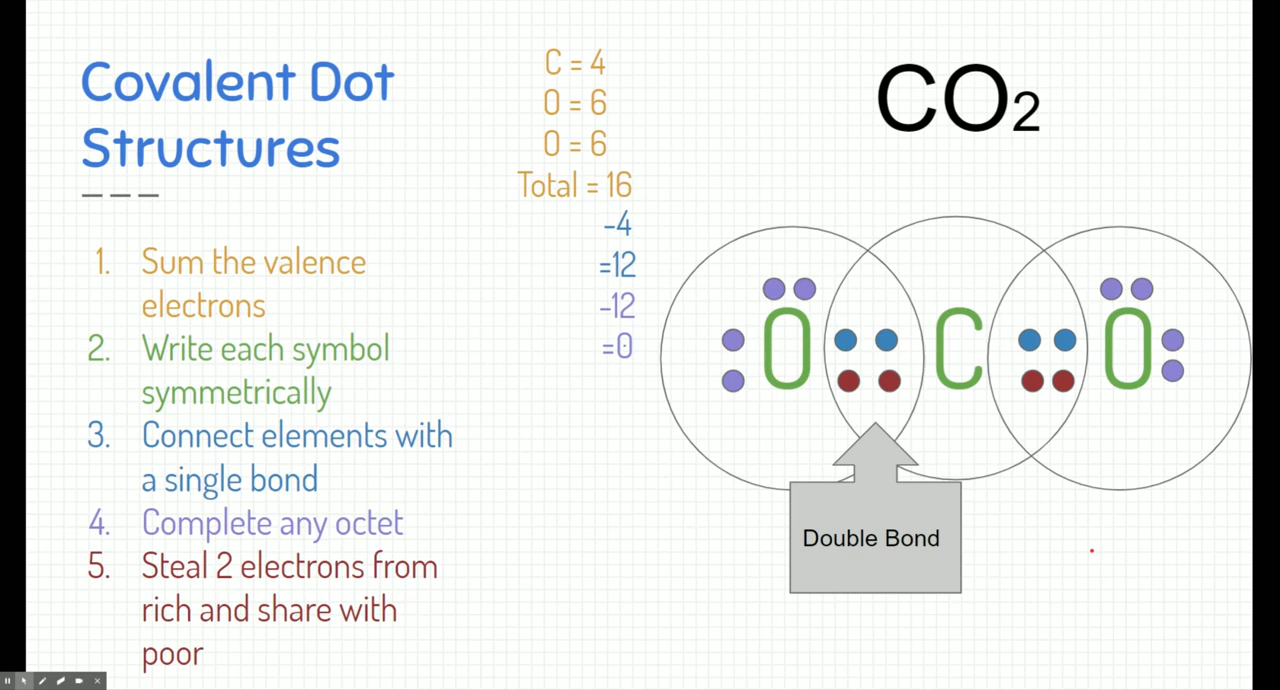 Covalent Dot
Structures
1. Sum the valence
electrons
2. Write each symbol
symmetrically
3. Connect elements with
a single bond
4. Complete any octet
5. Steal 2 electrons from
rich and share with
poor
C = 4
O = 6
O = 6
Total = 16
-4
=12
-12
=0
CO₂
O C O
Double Bond